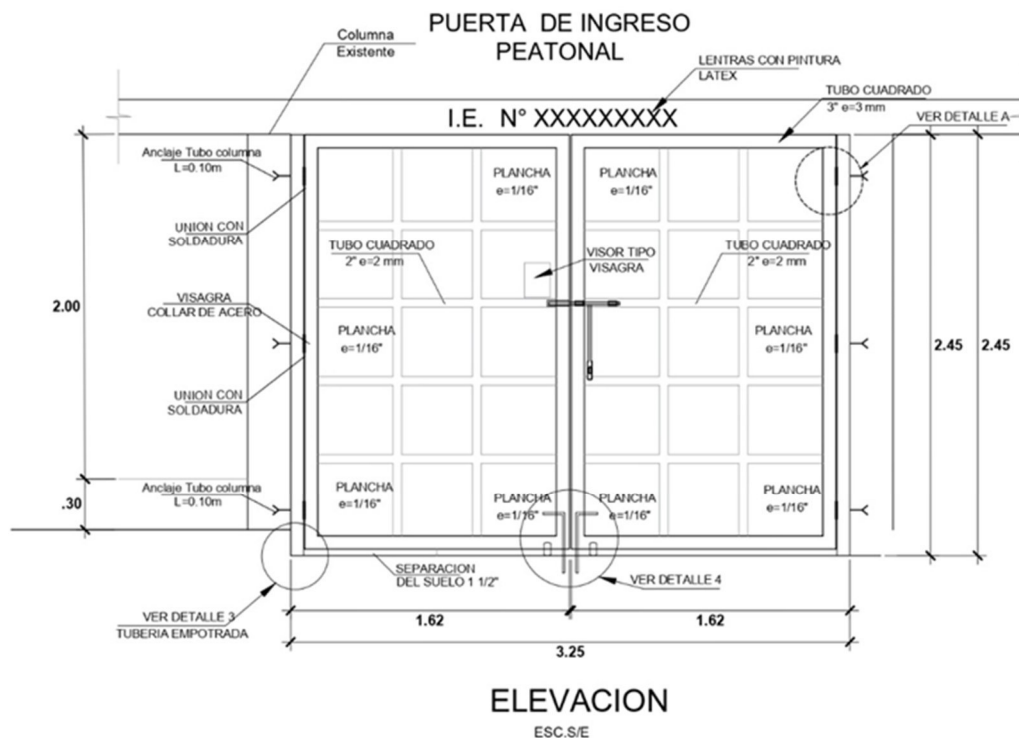 PUERTA DE INGRESO
PEATONAL
Columna
Existente
LENTRAS CON PINTURA
LATEX
TUBO CUADRADO
3" e=3 mm
I.E. N° XXXXXXXXX
VER DETALLE A
Anclaje Tubo columna
L=0.10m
PLANCHA
e=1/16"
PLANCHA
e=1/16"
UNION CON
SOLDADURA
TUBO CUADRADO
2" e=2 mm
VISOR TIPO
VISAGRA
TUBO CUADRADO
2" e=2 mm
2.00
VISAGRA
COLLAR DE ACERO
PLANCHA
e=1/16"
PLANCHA
e=1/16"
2.45
2.45
UNION CON
SOLDADURA
.30
Anclaje Tubo columna
L=0.10m
PLANCHA
e=1/16"
PLANCHA
e=1/16"
PLANCHA
e=1/16"
PLANCHA
e=1/16"
SEPARACION
DEL SUELO 1 1/2"
VER DETALLE 4
VER DETALLE 3
TUBERIA EMPOTRADA
1.62
1.62
3.25
ELEVACION
ESC.S/E